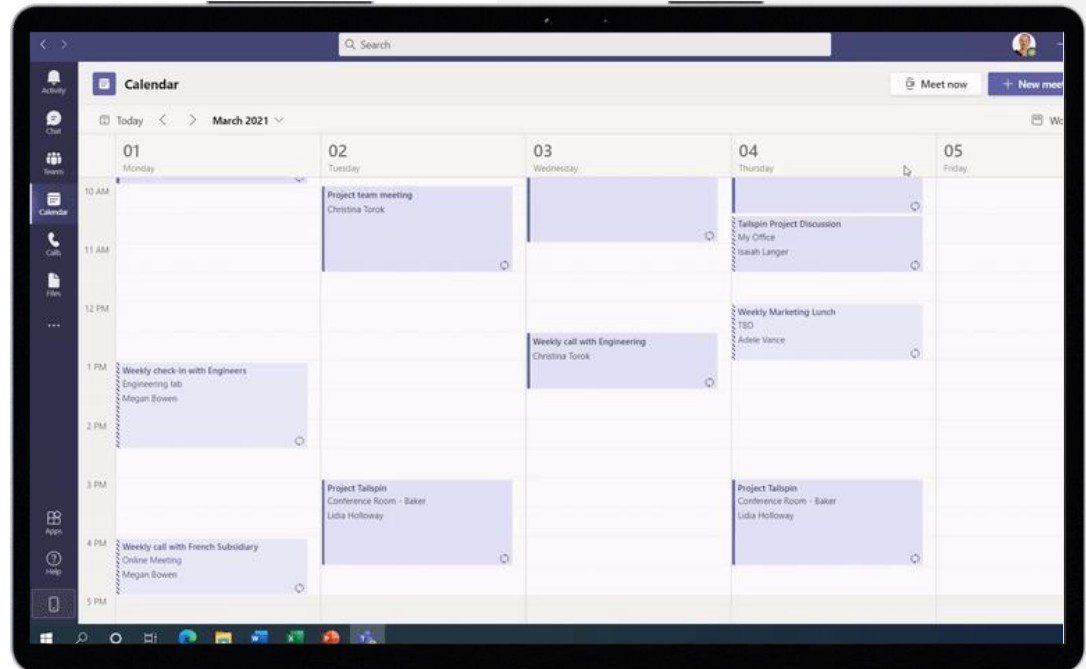 Search
Activity
Chat
Teams
Calendar
Calls
Files
Apps
Help
Calendar
Meet now
+ New mee
Today
March 2021
Wo
01
Monday
02
Tuesday
03
Wednesday
04
Thursday
05
Friday
10 AM
11 AM
12 PM
1 PM
2 PM
3 PM
4 PM
5 PM
Weekly check-in with Engineers
Engineering lab
Megan Bowen
Weekly call with French Subsidiary
Online Meeting
Megan Bowen
Project team meeting
Christina Torok
Project Tailspin
Conference Room - Baker
Lidia Holloway
Weekly call with Engineering
Christina Torok
Tailspin Project Discussion
My Office
Isaiah Langer
Weekly Marketing Lunch
TBD
Adele Vance
Project Tailspin
Conference Room - Baker
Lidia Holloway